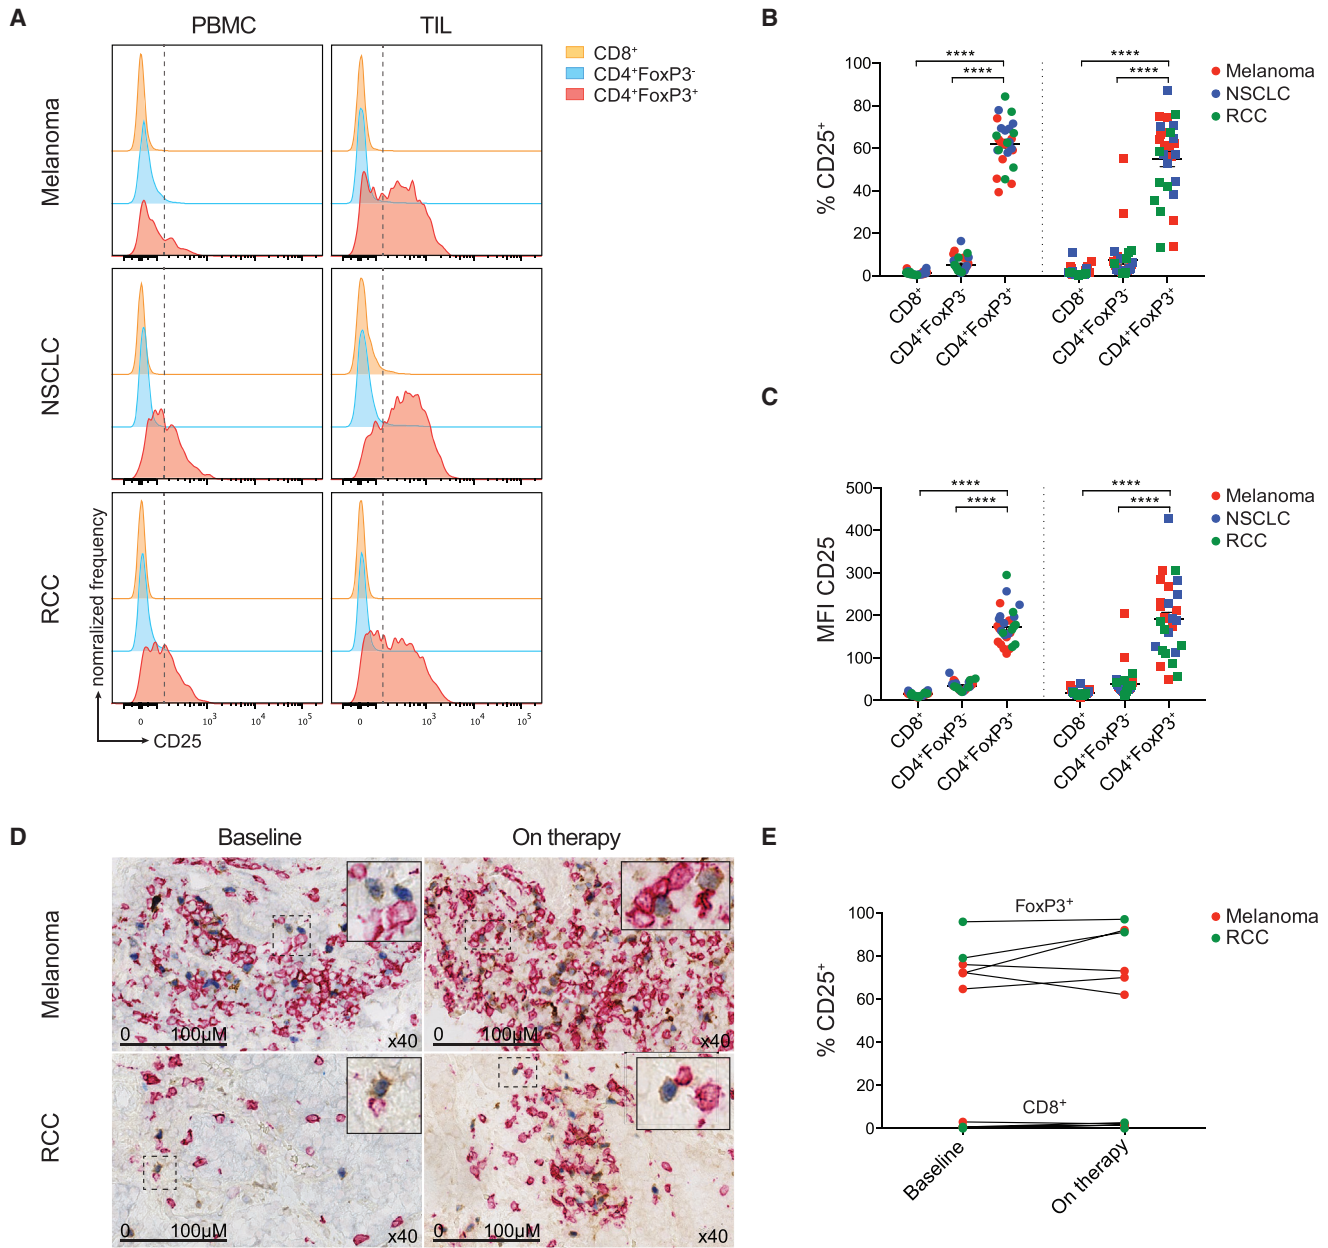 A
PBMC
TIL
CD8+
CD4+FoxP3-
CD4+FoxP3+
Melanoma
NSCLC
RCC
nomralized frequency
0
10³
10⁴
10⁵
0
10³
10⁴
10⁵
CD25
B
% CD25+
100
80
60
40
20
0
****
****
****
****
Melanoma
NSCLC
RCC
CD8+
CD4+FoxP3-
CD4+FoxP3+
CD8+
CD4+FoxP3-
CD4+FoxP3+
C
MFI CD25
500
400
300
200
100
0
****
****
****
****
Melanoma
NSCLC
RCC
CD8+
CD4+FoxP3-
CD4+FoxP3+
CD8+
CD4+FoxP3-
CD4+FoxP3+
D
Baseline
On therapy
Melanoma
0 100µM x40
0 100µM x40
RCC
0 100µM x40
0 100µM x40
E
% CD25+
100
80
60
40
20
0
FoxP3+
CD8+
Melanoma
RCC
Baseline
On therapy